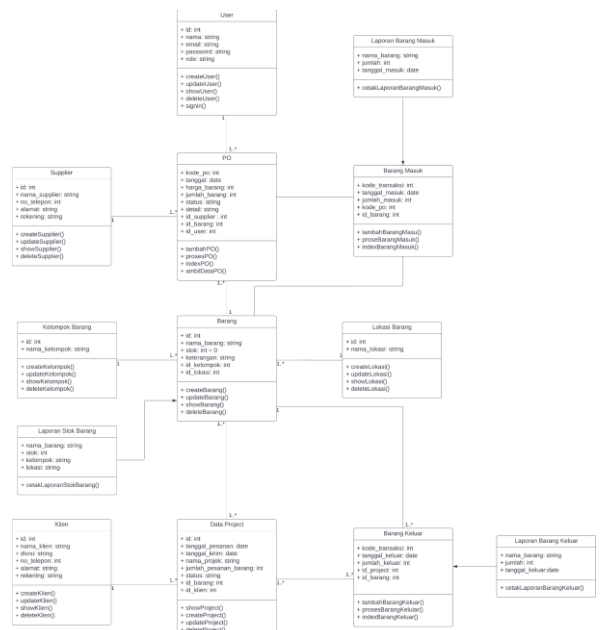 User
+ id: int
+ nama: string
+ email: string
+ password: string
+ role: string
+ createUser()
+ updateUser()
+ showUser()
+ deleteUser()
+ signin()
1
Laporan Barang Masuk
+ nama_barang: string
+ jumlah: int
+ tanggal_masuk: date
+ cetakLaporanBarangMasuk()
Supplier
+ id: int
+ nama_supplier: string
+ no_telepon: int
+ alamat: string
+ rekening: string
+ createSupplier()
+ updateSupplier()
+ showSupplier()
+ deleteSupplier()
1
1..*
PO
+ kode_po: int
+ tanggal: date
+ harga_barang: int
+ jumlah_barang: int
+ status: string
+ detail: string
+ id_supplier : int
+ id_barang: int
+ id_user: int
+ tambahPO()
+ prosesPO()
+ indexPO()
+ ambilDataPO()
1..*
1..*
Barang Masuk
+ kode_transaksi: int
+ tanggal_masuk: date
+ jumlah_masuk: int
+ kode_po: int
+ id_barang: int
+ tambahBarangMasu()
+ proseBarangMasuk()
+ indexBarangMasuk()
Kelompok Barang
+ id: int
+ nama_kelompok: string
+ createKelompok()
+ updateKelompok()
+ showKelompok()
+ deleteKelompok()
1
1
Barang
+ id: int
+ nama_barang: string
+ stok: int = 0
+ keterangan: string
+ id_kelompok: int
+ id_lokasi: int
+ createBarang()
+ updateBarang()
+ showBarang()
+ deleteBarang()
1..*
1..*
1
1..*
Lokasi Barang
+ id: int
+ nama_lokasi: string
+ createLokasi()
+ updateLokasi()
+ showLokasi()
+ deleteLokasi()
1
Laporan Stok Barang
+ nama_barang: string
+ stok: int
+ kelompok: string
+ lokasi: string
+ cetakLaporanStokBarang()
Klien
+ id: int
+ nama_klien: string
+ divisi: string
+ no_telepon: int
+ alamat: string
+ rekening: string
+ createKlien()
+ updateKlien()
+ showKlien()
+ deleteKlien()
1
1..*
Data Project
+ id: int
+ tanggal_pesanan: date
+ tanggal_kirim: date
+ nama_projek: string
+ jumlah_pesanan_barang: int
+ status: string
+ id_barang: int
+ id_klien: int
+ showProject()
+ createProject()
+ updateProject()
+ deleteProject()
1..*
1..*
1..*
Barang Keluar
+ kode_transaksi: int
+ tanggal_keluar: date
+ jumlah_keluar: int
+ id_project: int
+ id_barang: int
+ tambahBarangKeluar()
+ prosesBarangKeluar()
+ indexBarangKeluar()
1..*
Laporan Barang Keluar
+ nama_barang: string
+ jumlah: int
+ tanggal_keluar:date
+ cetakLaporanBarangKeluar()